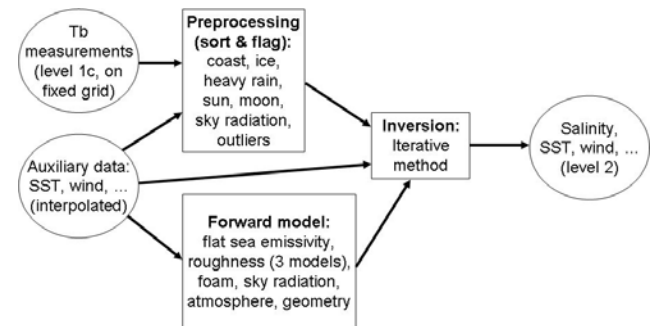 Tb
measurements
(level 1c, on
fixed grid)
Preprocessing
(sort & flag):
coast, ice,
heavy rain,
sun, moon,
sky radiation,
outliers
Auxiliary data:
SST, wind, ...
(interpolated)
Forward model:
flat sea emissivity,
roughness (3 models),
foam, sky radiation,
atmosphere, geometry
Inversion:
Iterative
method
Salinity,
SST, wind, ...
(level 2)